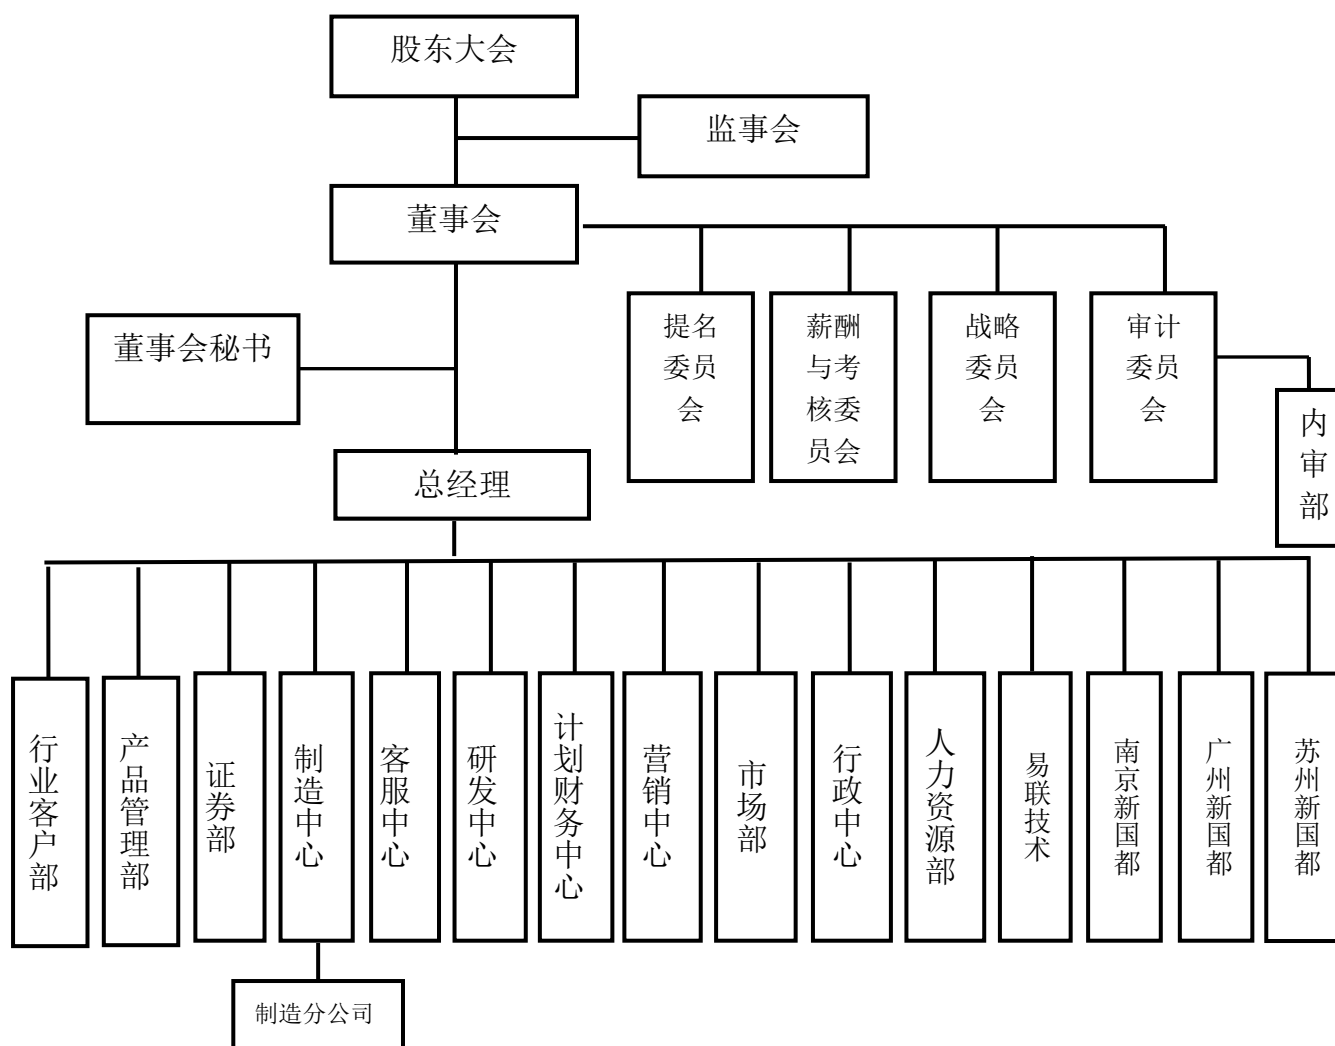 股东大会
监事会
董事会
董事会秘书
提名
委员
会
薪酬
与考
核委
员会
战略
委员
会
审计
委员
会
内
审
部
总经理
行业客户部
产品管理部
证券部
制造中心
客服中心
研发中心
计划财务中心
营销中心
市场部
行政中心
人力资源部
易联技术
南京新国都
广州新国都
苏州新国都
制造分公司